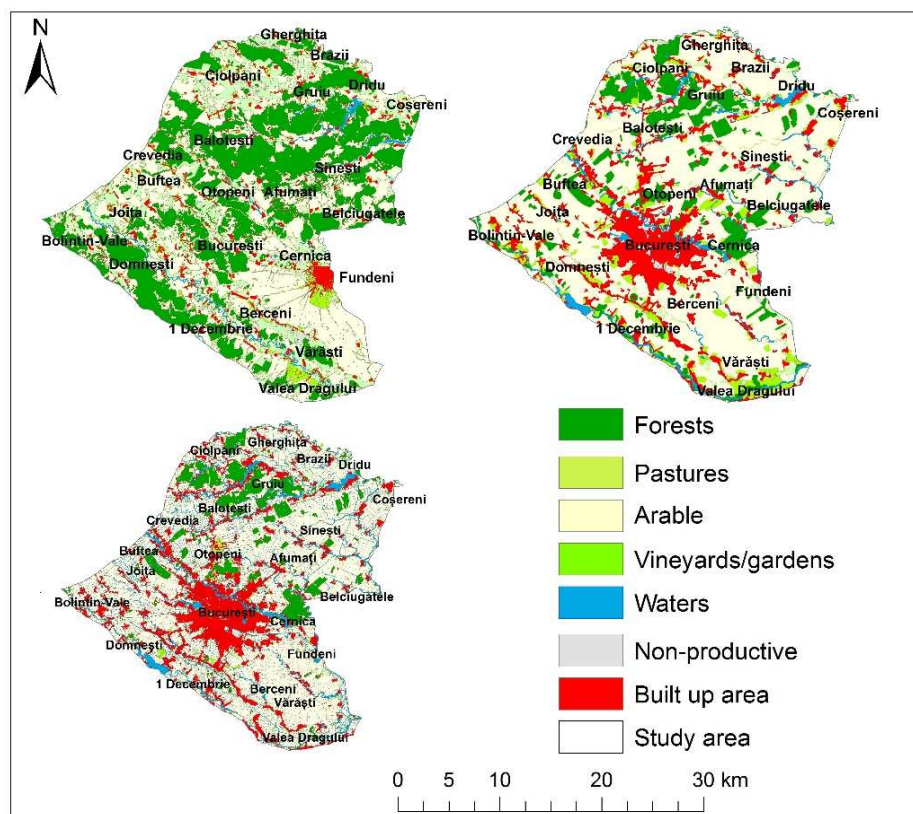 N
Gherghița
Brazii
Ciolpani
Dridu
Gruiu
Coșereni
Balotești
Crevedia
Sinești
Buftea
Otopeni Afumați
Joița
Belciugatele
Bolintin-Vale
București
Cernica
Domnești
Fundeni
Berceni
1 Decembrie
Vărăști
Valea Dragului
Gherghița
Ciolpani
Brazii
Dridu
Gruiu
Coșereni
Balotești
Crevedia
Sinești
Buftea
Afumați
Otopeni
Joița
Belciugatele
Bolintin-Vale
București
Cernica
Domnești
Fundeni
Berceni
1 Decembrie
Vărăști
Valea Dragului
Gherghița
Ciolpani
Brazii
Dridu
Gruiu
Coșereni
Balotești
Crevedia
Sinești
Buftea
Otopeni
Afumați
Joița
Belciugatele
Bolintin-Vale
București
Cernica
Domnești
Fundeni
1 Decembrie
Berceni
Vărăști
Valea Dragului
Forests
Pastures
Arable
Vineyards/gardens
Waters
Non-productive
Built up area
Study area
0 5 10 20 30 km